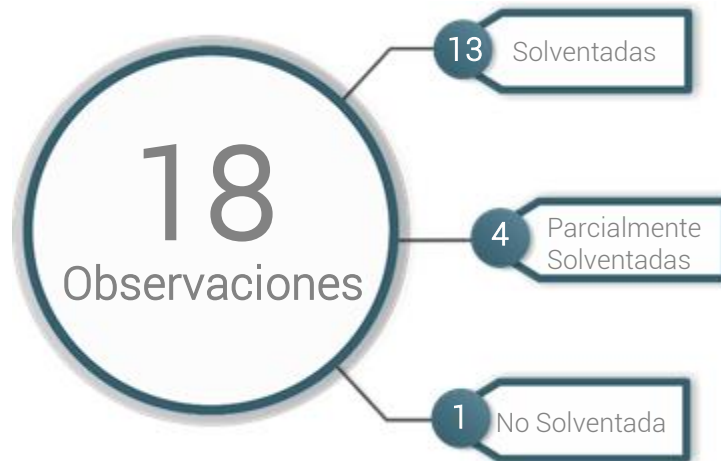 18
Observaciones
13 Solventadas
4 Parcialmente
Solventadas
1 No Solventada